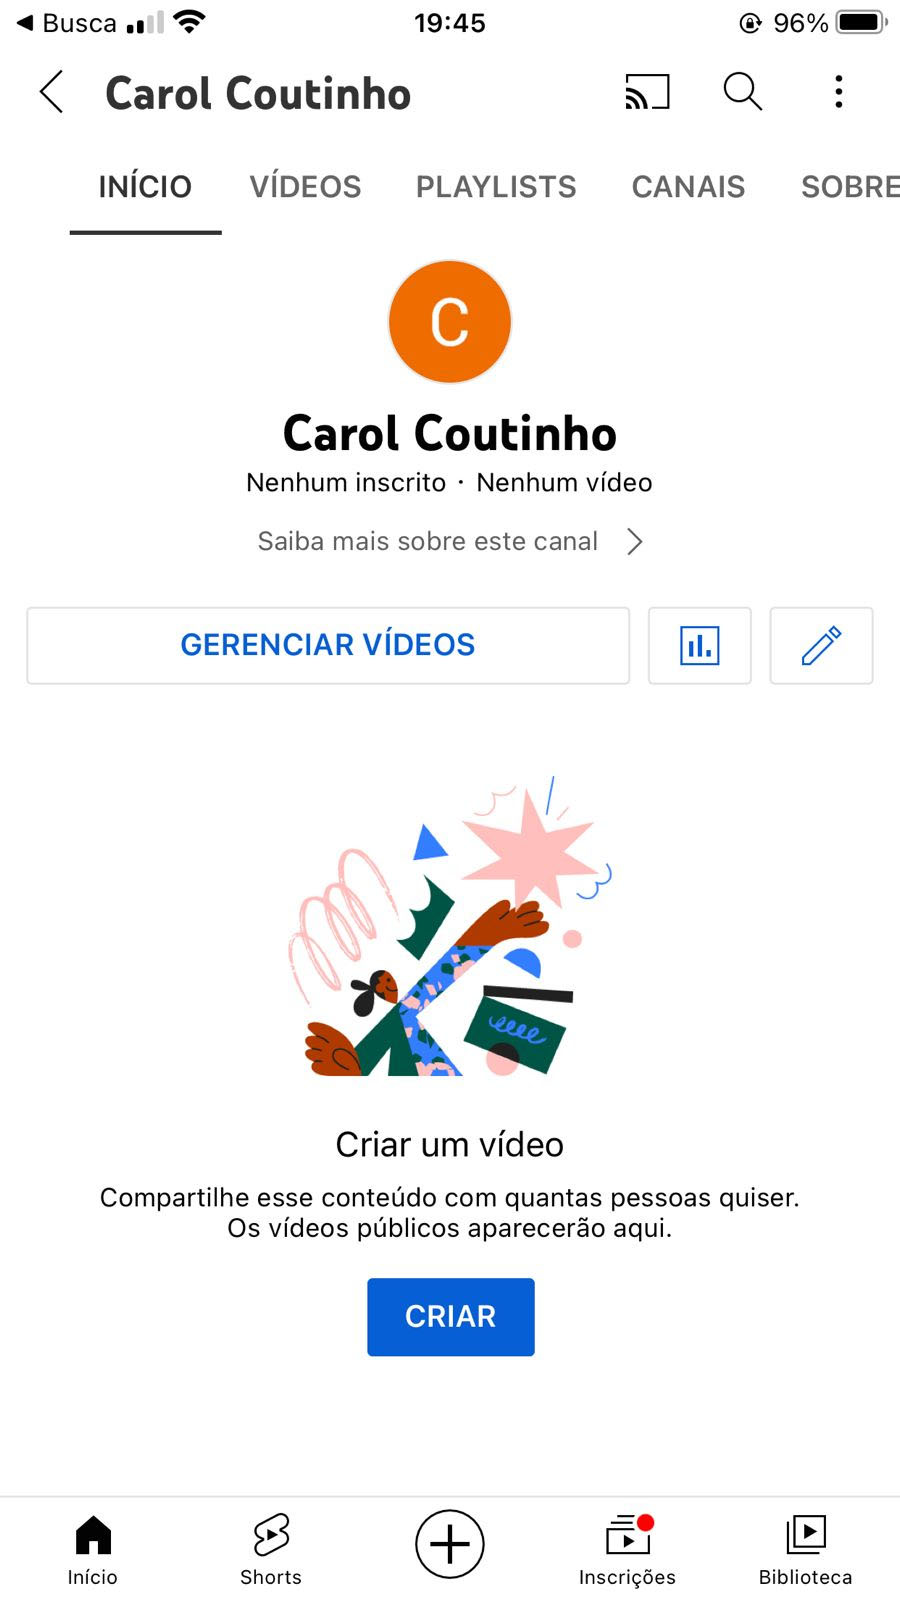 Busca
19:45
96%
Carol Coutinho
INÍCIO VÍDEOS PLAYLISTS CANAIS SOBRE
C
Carol Coutinho
Nenhum inscrito · Nenhum vídeo
Saiba mais sobre este canal
GERENCIAR VÍDEOS
Criar um vídeo
Compartilhe esse conteúdo com quantas pessoas quiser.
Os vídeos públicos aparecerão aqui.
CRIAR
Início Shorts Inscrições Biblioteca